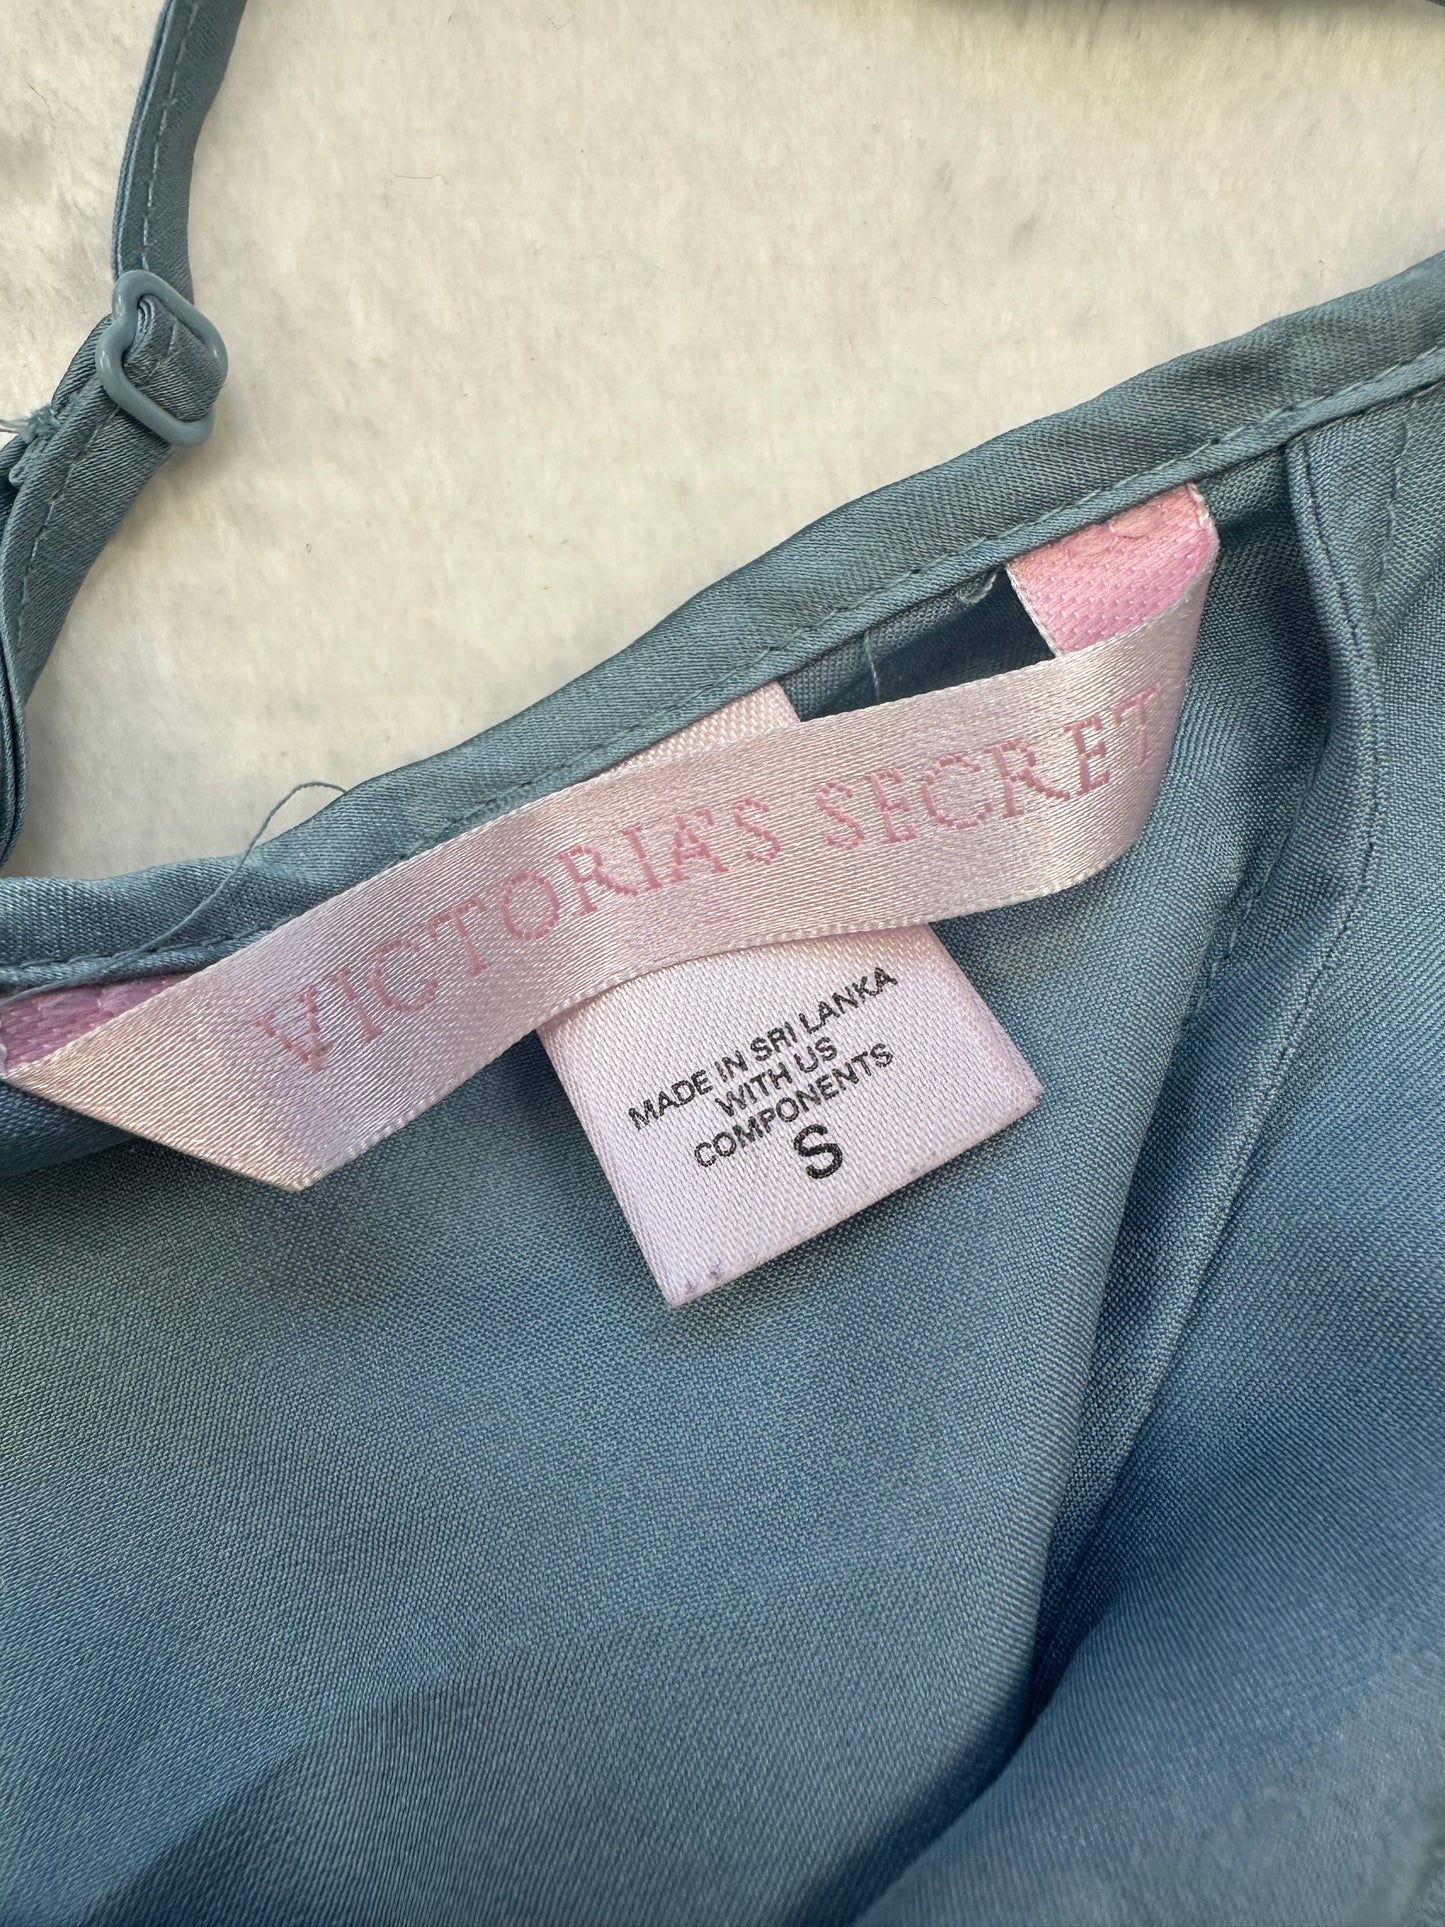 VICTORIA'S SECRET
MADE IN SRI LANKA
WITH US
COMPONENTS
S